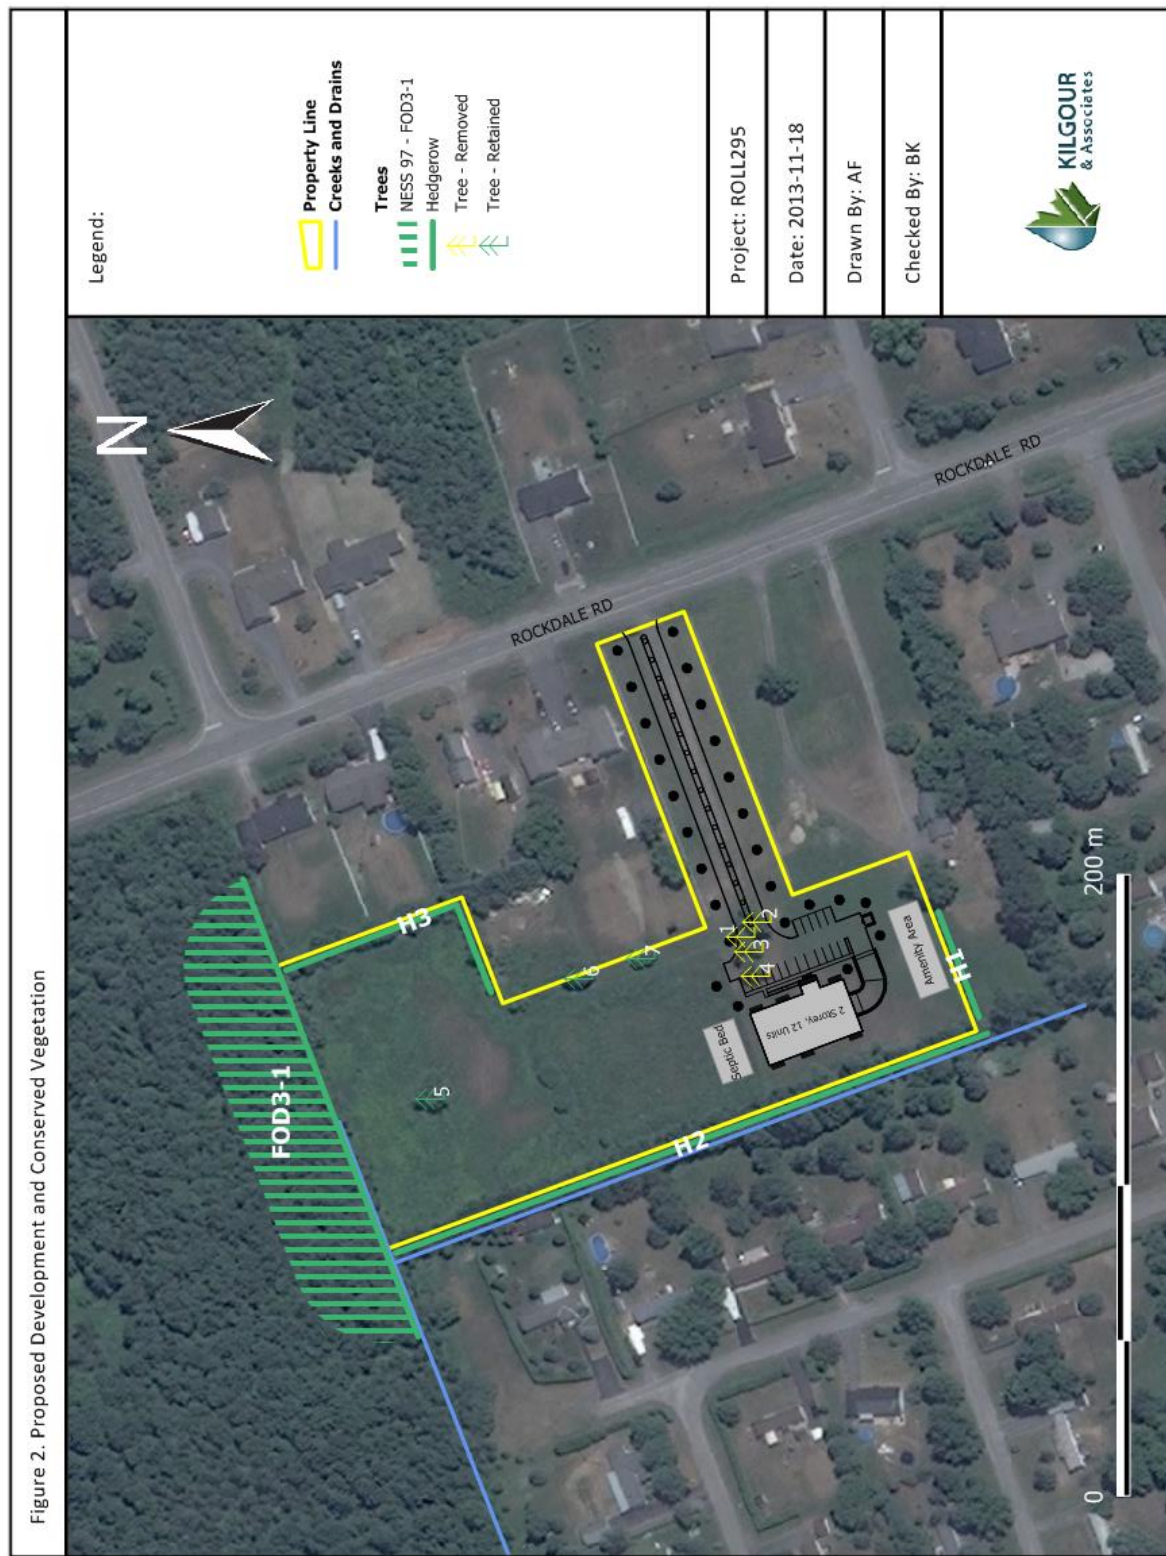 Figure 2. Proposed Development and Conserved Vegetation
N
FOD3-1
H3
H2
H1
ROCKDALE RD
ROCKDALE RD
1
2
3
4
5
6
7
Septic Bed
2 Storey, 12 Units
Amenity Area
0
200 m
Legend:
Property Line
Creeks and Drains
Trees
NESS 97 - FOD3-1
Hedgerow
Tree - Removed
Tree - Retained
Project: ROLL295
Date: 2013-11-18
Drawn By: AF
Checked By: BK
KILGOUR
& Associates